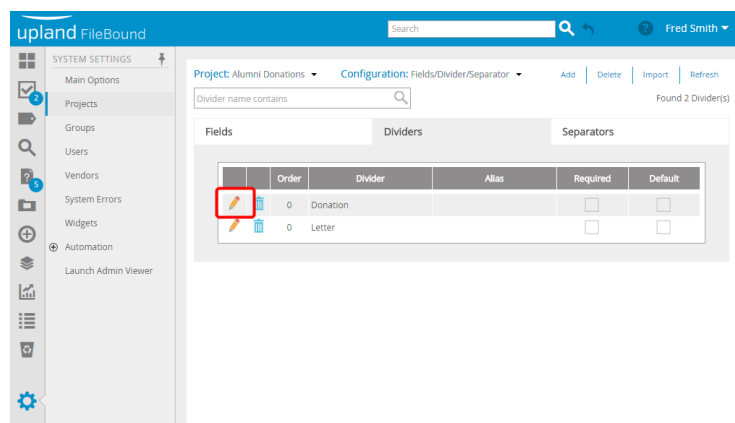 upland FileBound
Search
?
Fred Smith
SYSTEM SETTINGS
Main Options
Projects
Groups
Users
Vendors
System Errors
Widgets
Automation
Launch Admin Viewer
2
?
5
Project: Alumni Donations
Configuration: Fields/Divider/Separator
Add
Delete
Import
Refresh
Divider name contains
Found 2 Divider(s)
Fields
Dividers
Separators
Order Divider Alias Required Default
0 Donation
0 Letter